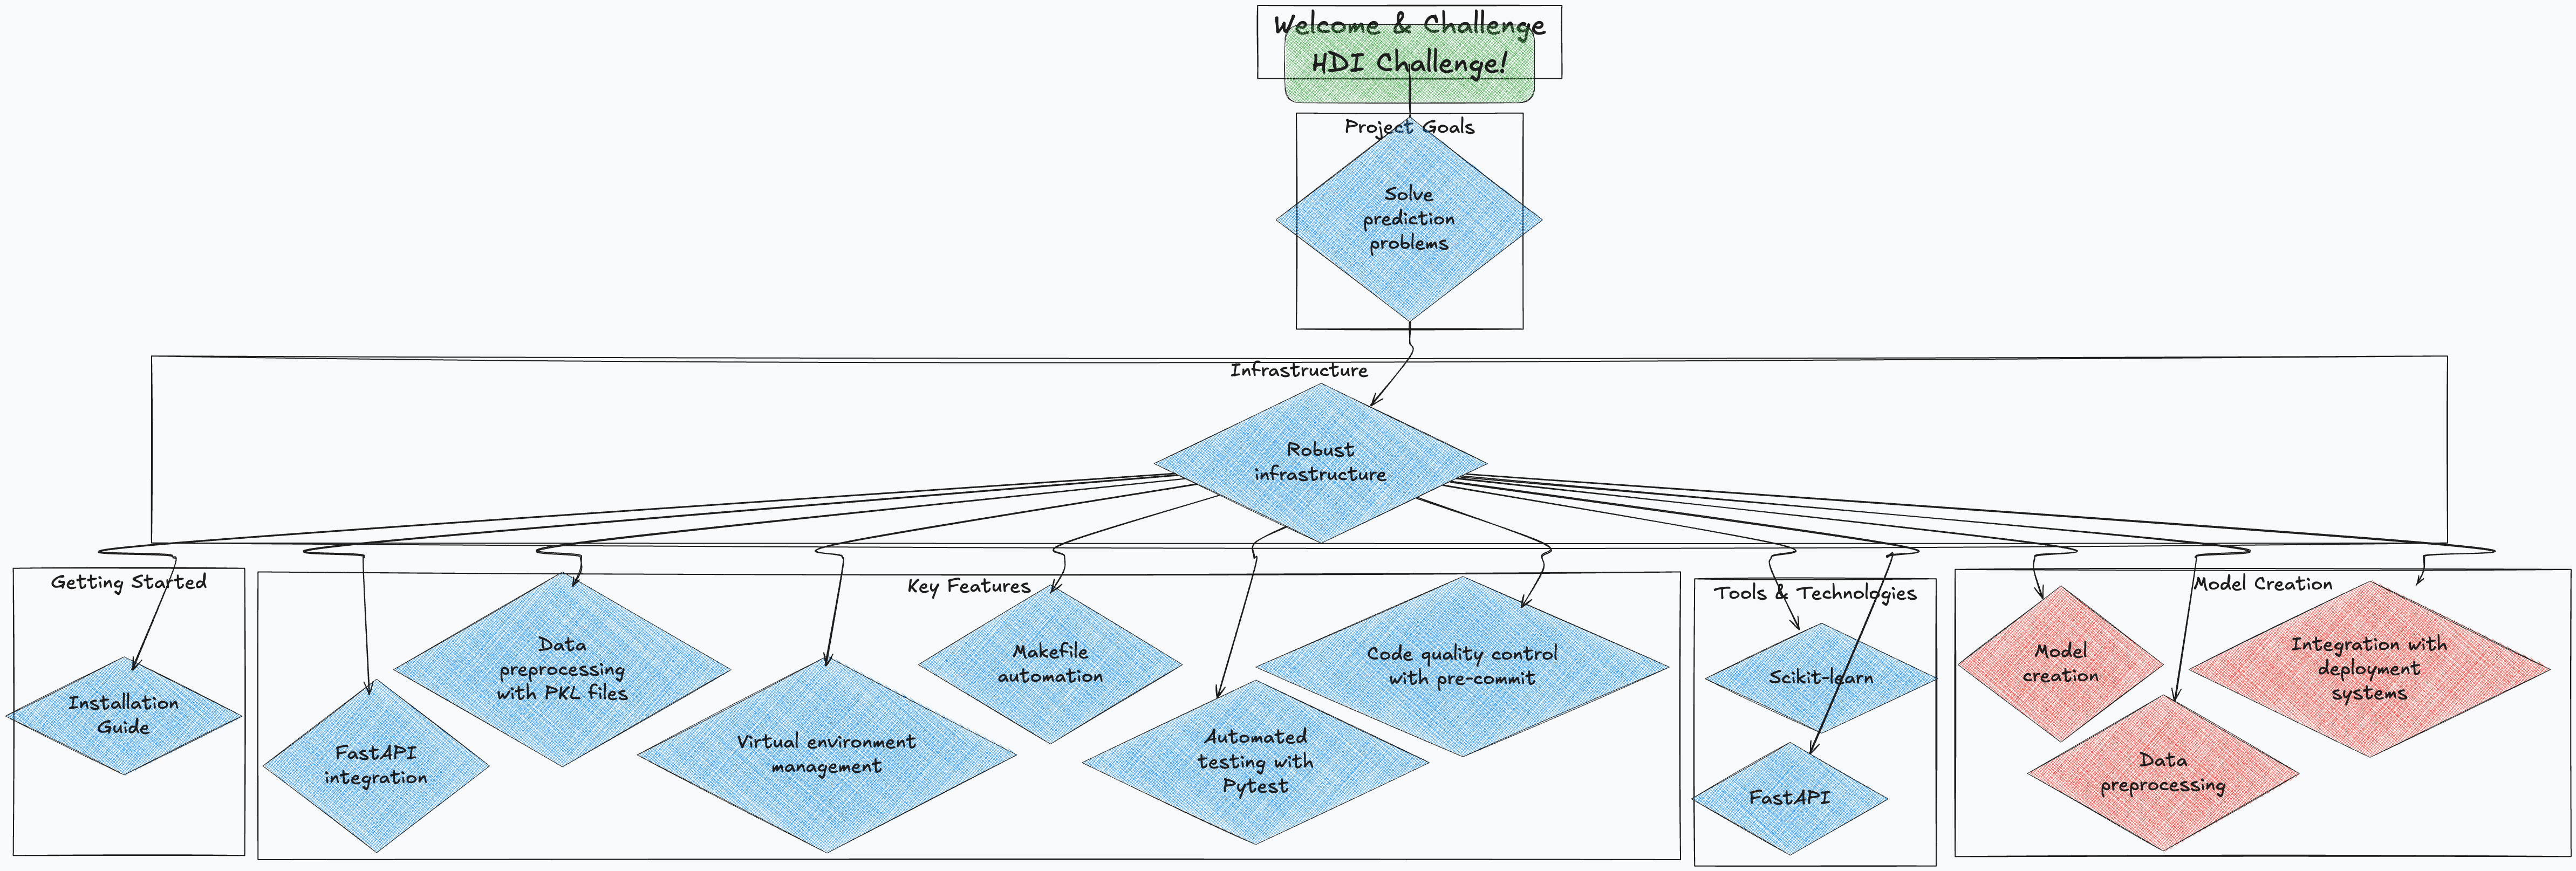 Welcome & Challenge
HDI Challenge!
Project Goals
Solve
prediction
problems
Infrastructure
Robust
infrastructure
Getting Started
Installation
Guide
Key Features
FastAPI
integration
Data
preprocessing
with PKL files
Virtual environment
management
Makefile
automation
Automated
testing with
Pytest
Code quality control
with pre-commit
Tools & Technologies
Scikit-learn
FastAPI
Model Creation
Model
creation
Data
preprocessing
Integration with
deployment
systems